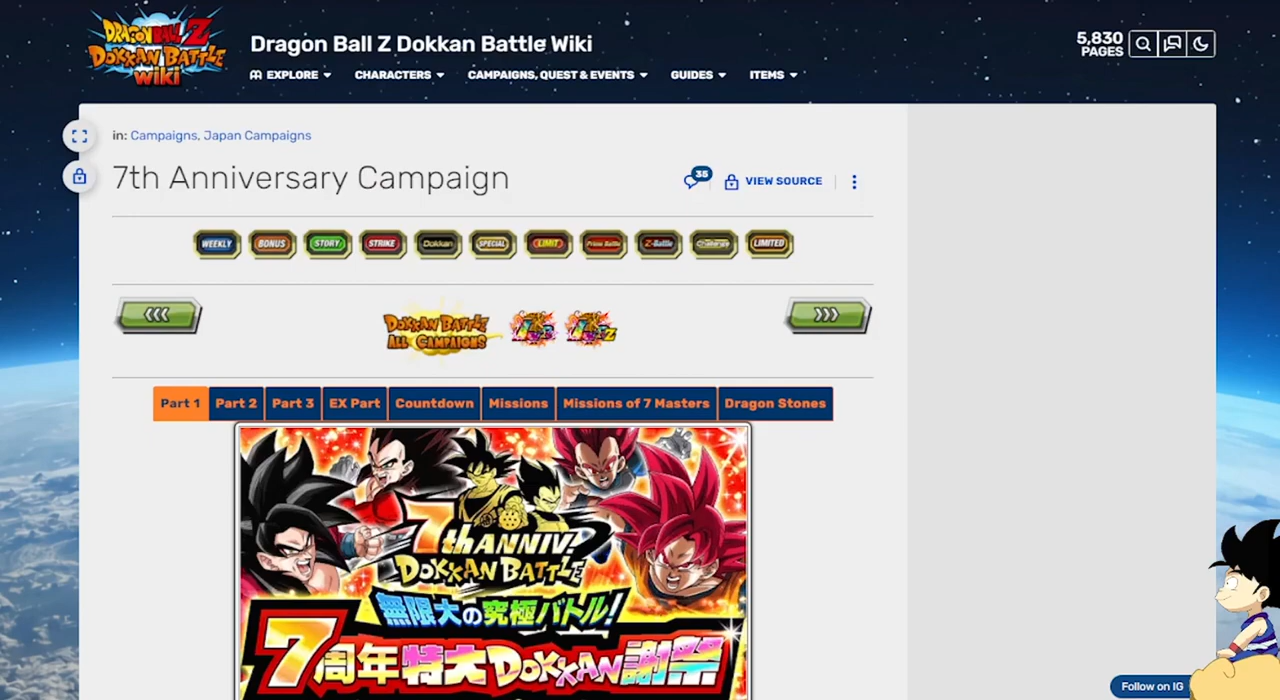 DRAGON BALL Z
DOKKAN BATTLE
wiki
Dragon Ball Z Dokkan Battle Wiki
5,830
PAGES
EXPLORE
CHARACTERS
CAMPAIGNS, QUEST & EVENTS
GUIDES
ITEMS
in: Campaigns, Japan Campaigns
7th Anniversary Campaign
35
VIEW SOURCE
WEEKLY
BONUS
STORY
STRIKE
Dokkan
SPECIAL
LIMIT
Prime Battle
Z-Battle
Challenge
LIMITED
DOKKAN BATTLE
ALL CAMPAIGNS
Part 1
Part 2
Part 3
EX Part
Countdown
Missions
Missions of 7 Masters
Dragon Stones
7th ANNIV!
DOKKAN BATTLE
無限大の究極バトル!
7周年特大DOKKAN謝祭
Follow on IG